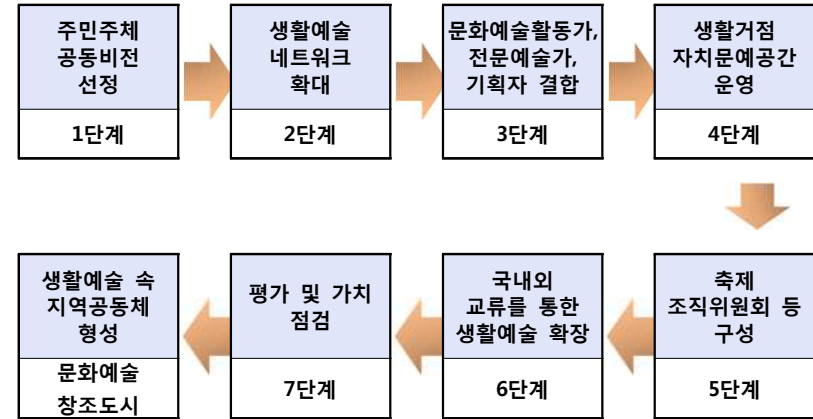 주민주체
공동비전
선정
1단계
생활예술
네트워크
확대
2단계
문화예술활동가,
전문예술가,
기획자 결합
3단계
생활거점
자치문예공간
운영
4단계
축제
조직위원회 등
구성
5단계
국내외
교류를 통한
생활예술 확장
6단계
평가 및 가치
점검
7단계
생활예술 속
지역공동체
형성
문화예술
창조도시